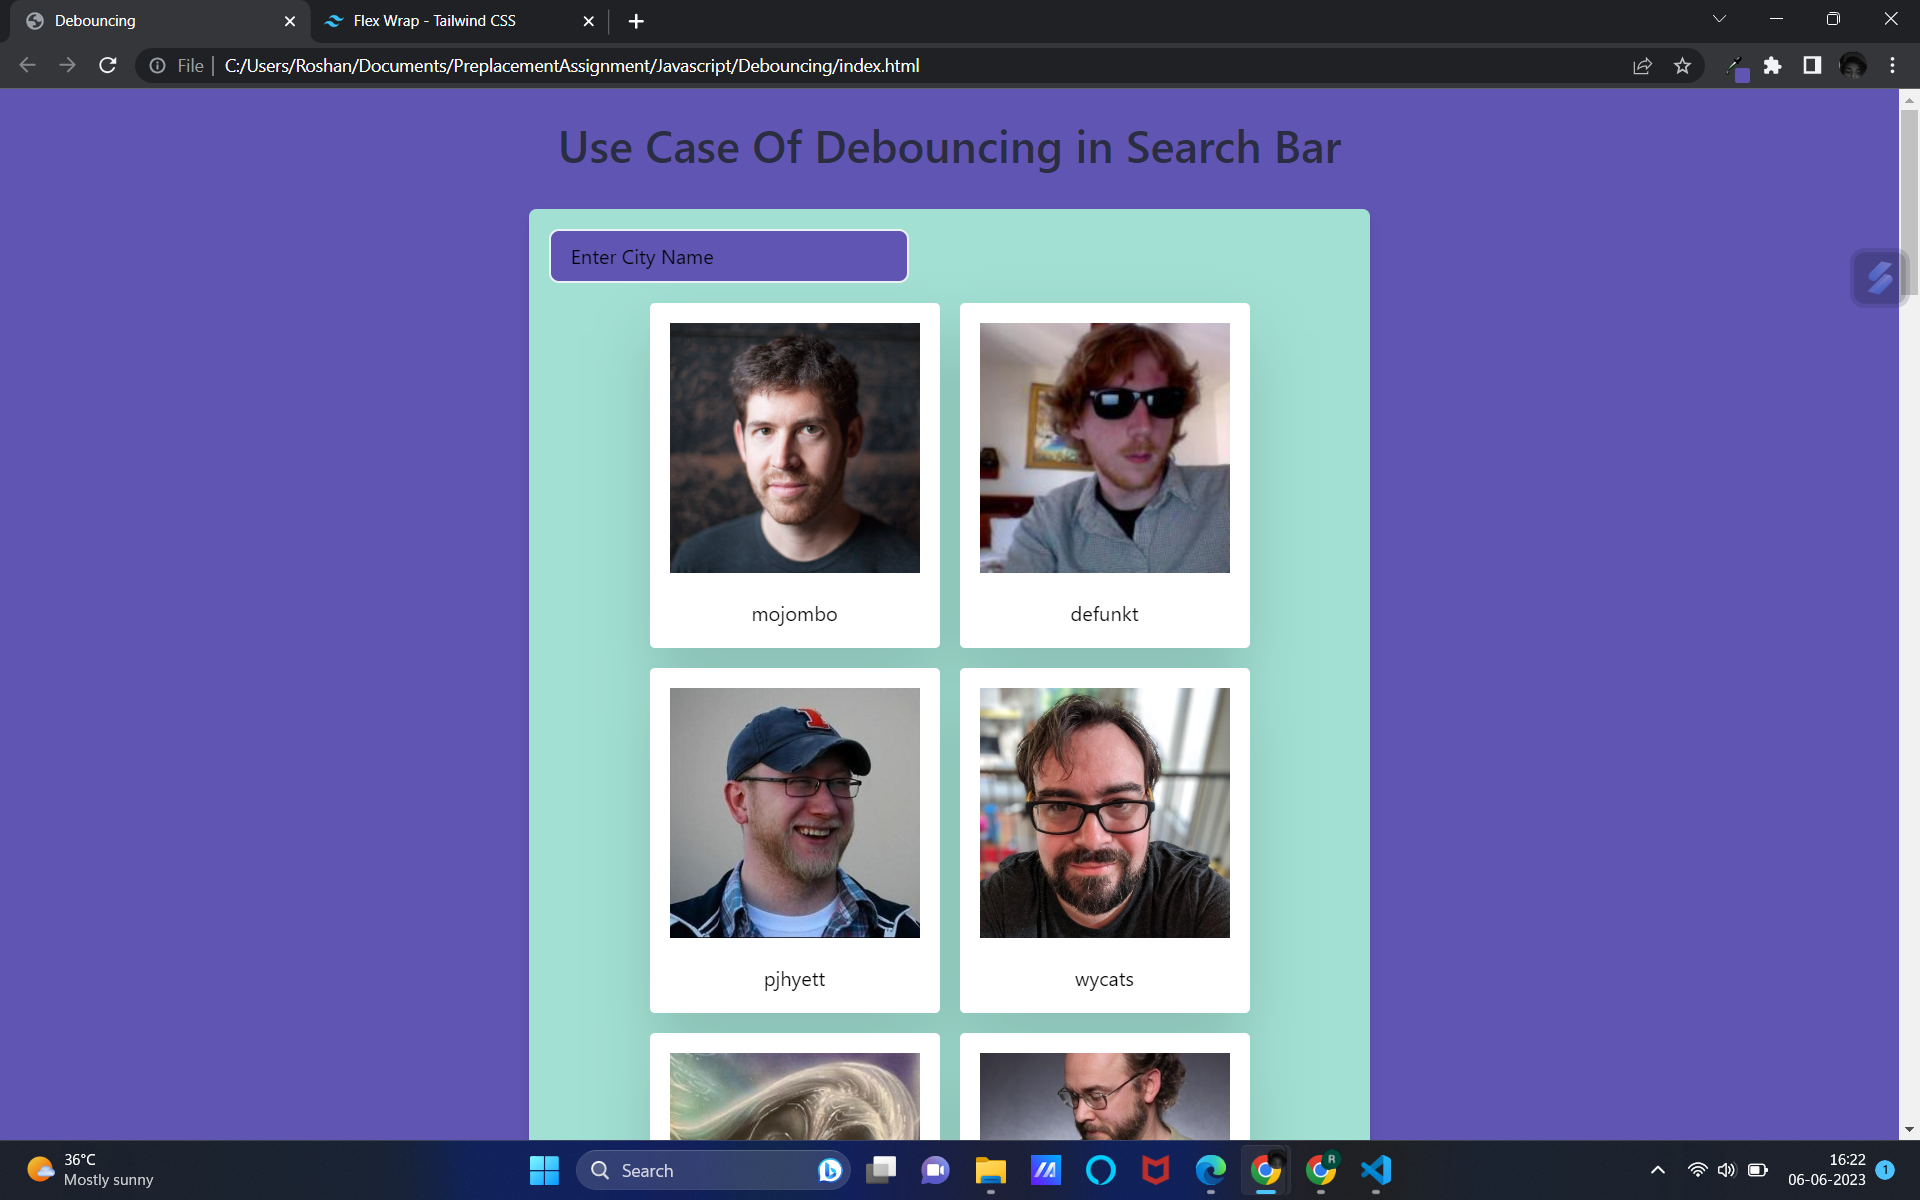 Debouncing
Flex Wrap - Tailwind CSS
File
C:/Users/Roshan/Documents/PreplacementAssignment/Javascript/Debouncing/index.html
Use Case Of Debouncing in Search Bar
Enter City Name
mojombo
defunkt
pjhyett
wycats
36°C
Mostly sunny
Search
R
16:22
06-06-2023
1